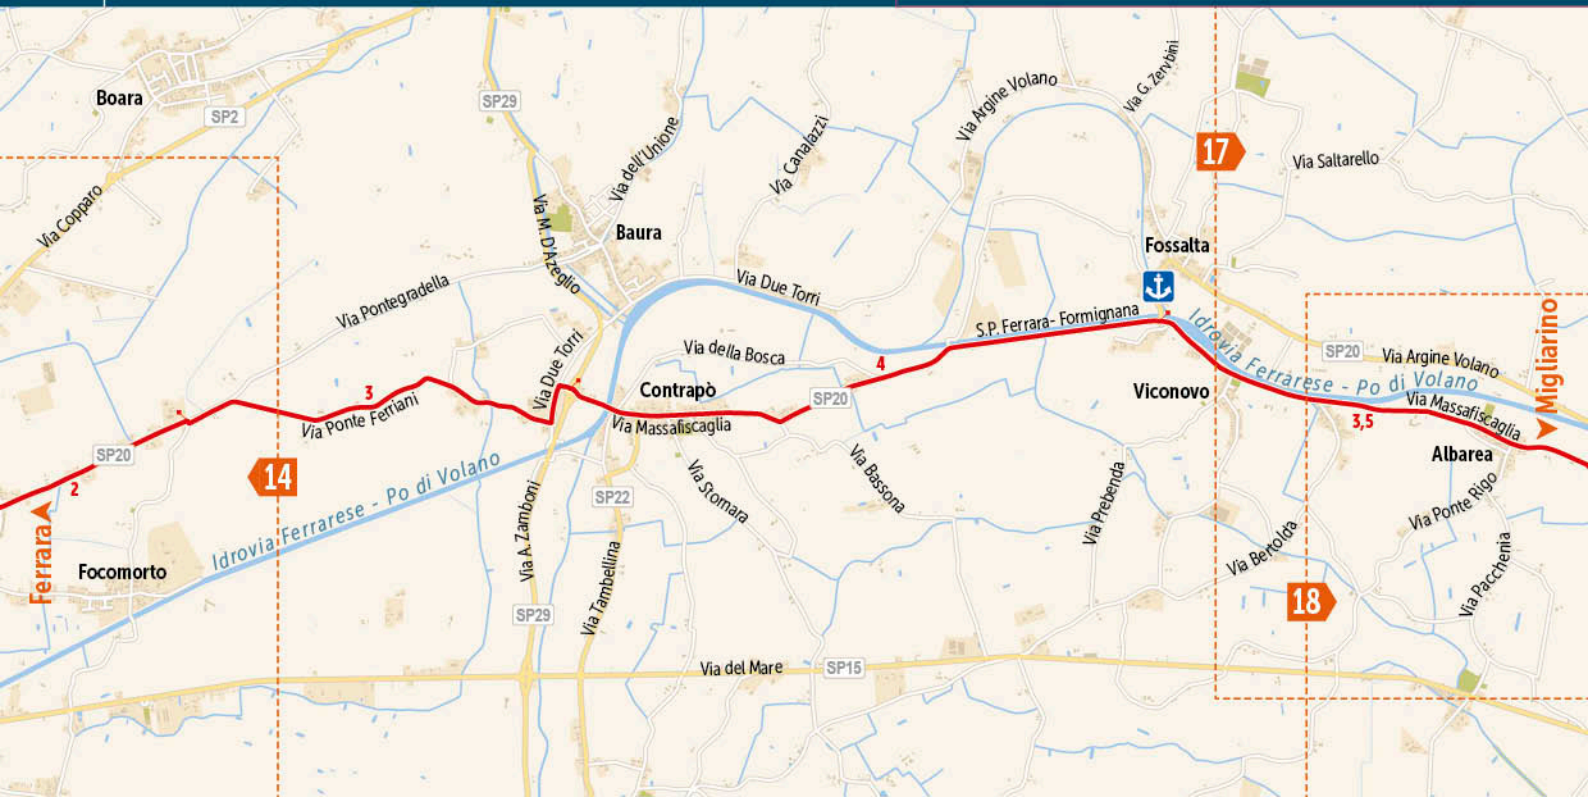 Boara
SP2
SP29
Via dell'Unione
Via Canalazzi
Via Argine Volano
Via G. Zervbini
17
Via Saltarello
Via Copparo
Via M. D'Azeglio
Baura
Fossalta
Via Pontegradella
Via Due Torri
S.P. Ferrara- Formignana
Idrovia Ferrarese - Po di Volano
SP20
Via Argine Volano
Migliarino
Via Due Torri
Via della Bosca
4
3
Contrapò
SP20
Viconovo
Via Massafiscaglia
3,5
Via Ponte Ferriani
Via Massafiscaglia
SP20
Albarea
14
2
Idrovia Ferrarese - Po di Volano
Via Stornara
Via Bassona
Via Prebenda
Via Ponte Rigo
SP22
Ferrara
Via A. Zamboni
Via Bertolda
Focomorto
Via Tambellina
Via Pacchenia
18
SP29
Via del Mare
SP15